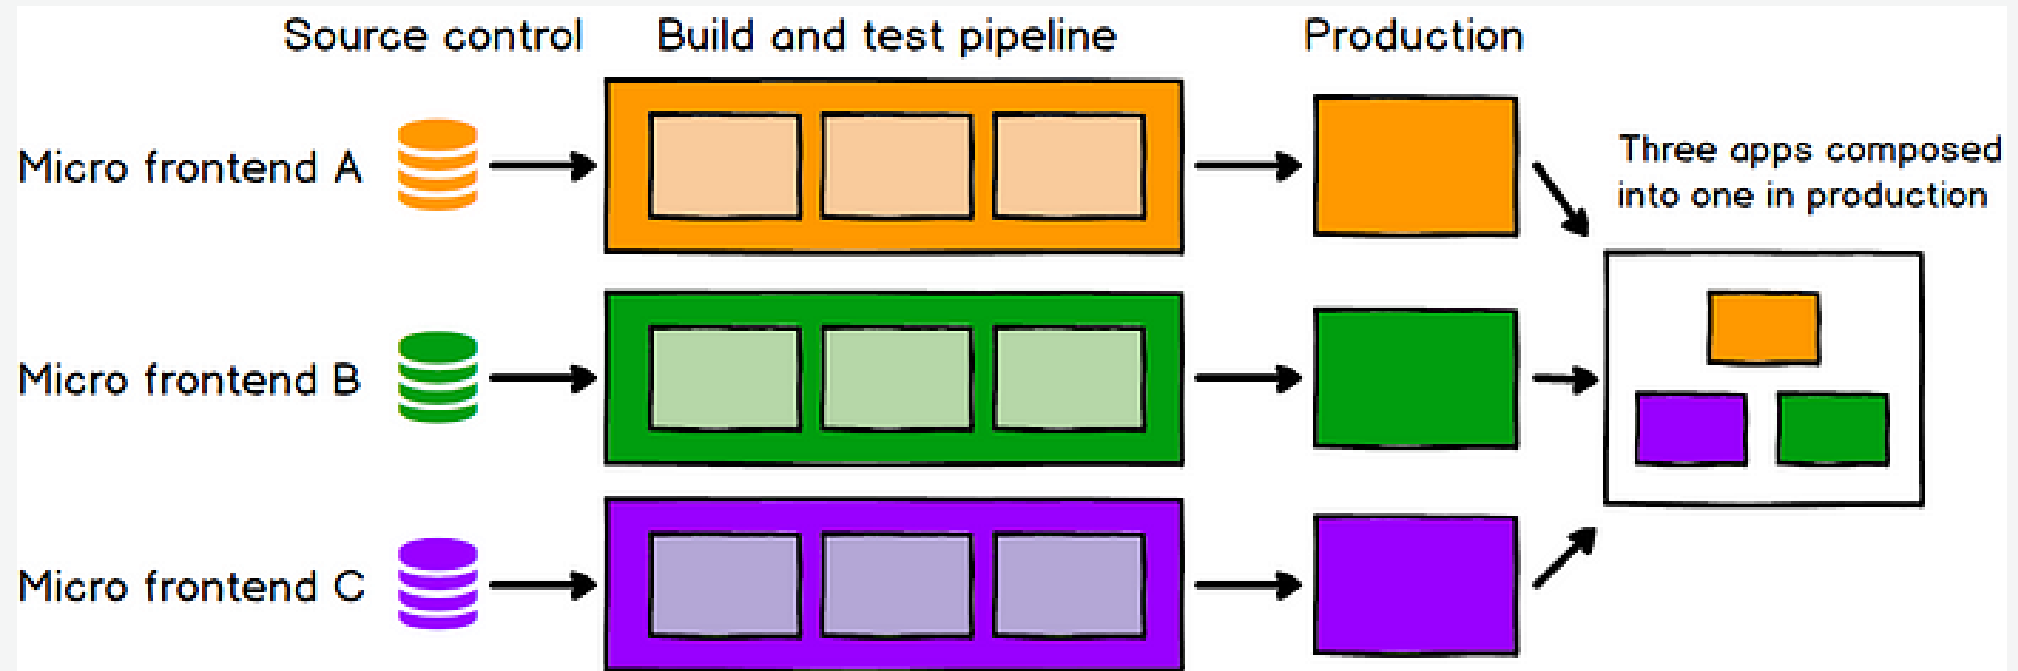 Source control
Build and test pipeline
Production
Micro frontend A
Three apps composed
into one in production
Micro frontend B
Micro frontend C